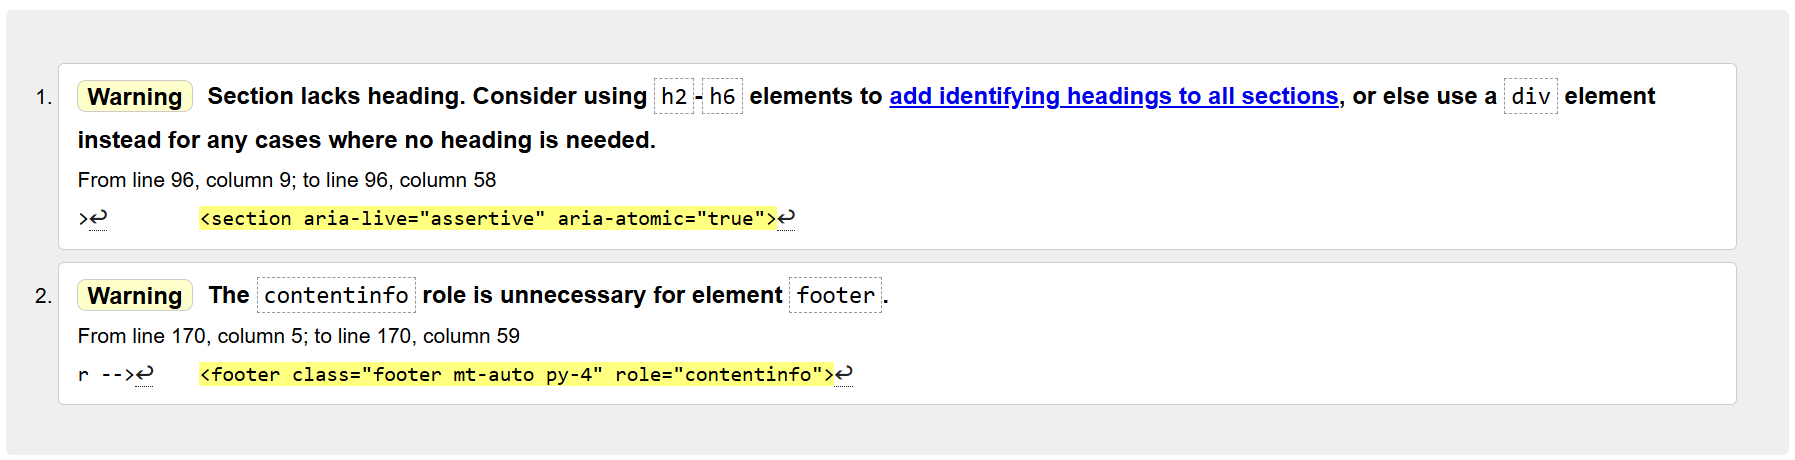 1. Warning Section lacks heading. Consider using h2-h6 elements to add identifying headings to all sections, or else use a div element
instead for any cases where no heading is needed.
From line 96, column 9; to line 96, column 58
>↩ <section aria-live="assertive" aria-atomic="true">↩
2. Warning The contentinfo role is unnecessary for element footer.
From line 170, column 5; to line 170, column 59
r -->↩ <footer class="footer mt-auto py-4" role="contentinfo">↩